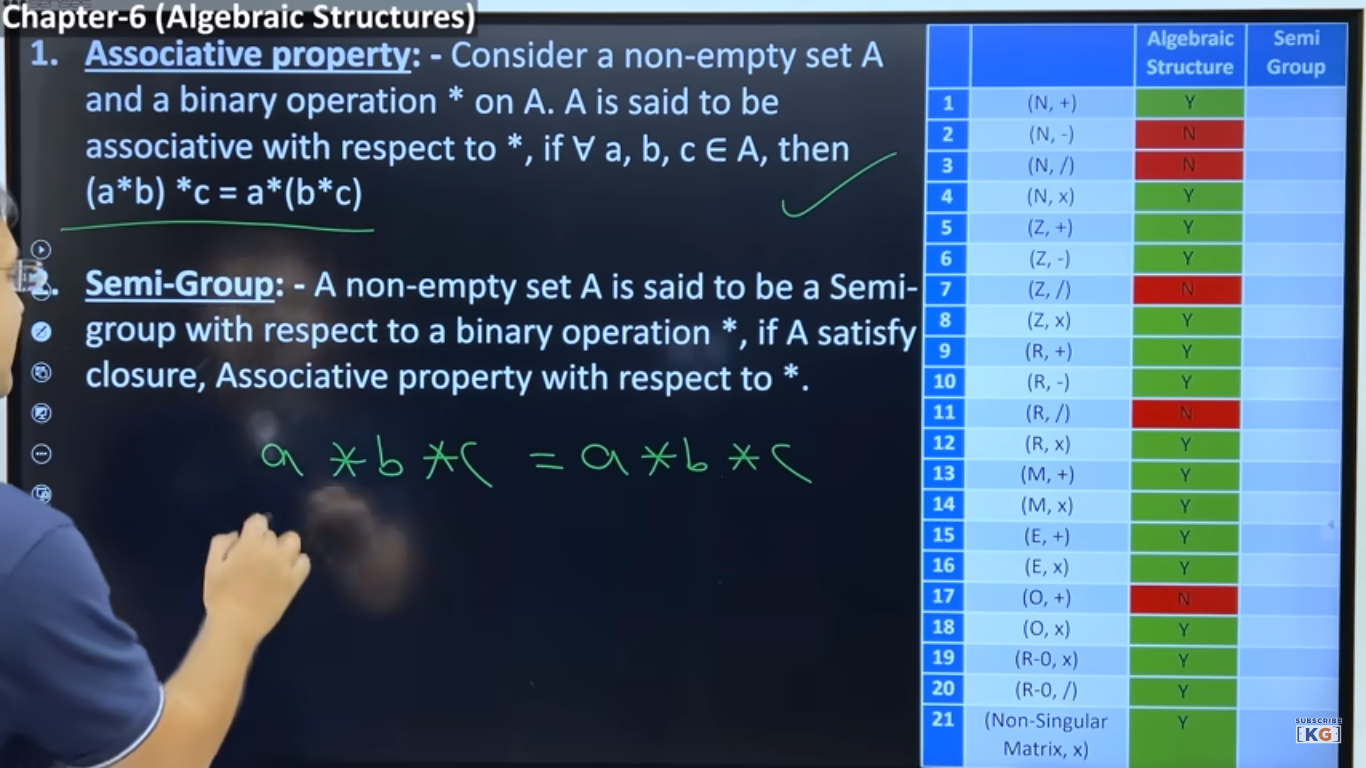 Chapter-6 (Algebraic Structures)
1. Associative property: - Consider a non-empty set A
and a binary operation * on A. A is said to be
associative with respect to *, if ∀ a, b, c ∈ A, then
(a*b) *c = a*(b*c)
2. Semi-Group: - A non-empty set A is said to be a Semi-
group with respect to a binary operation *, if A satisfy
closure, Associative property with respect to *.
a * b * c = a * b * c
Algebraic Structure Semi Group
1 (N, +) Y
2 (N, -) N
3 (N, /) N
4 (N, x) Y
5 (Z, +) Y
6 (Z, -) Y
7 (Z, /) N
8 (Z, x) Y
9 (R, +) Y
10 (R, -) Y
11 (R, /) N
12 (R, x) Y
13 (M, +) Y
14 (M, x) Y
15 (E, +) Y
16 (E, x) Y
17 (O, +) N
18 (O, x) Y
19 (R-0, x) Y
20 (R-0, /) Y
21 (Non-Singular Y
Matrix, x)
SUBSCRIBE
[KG]